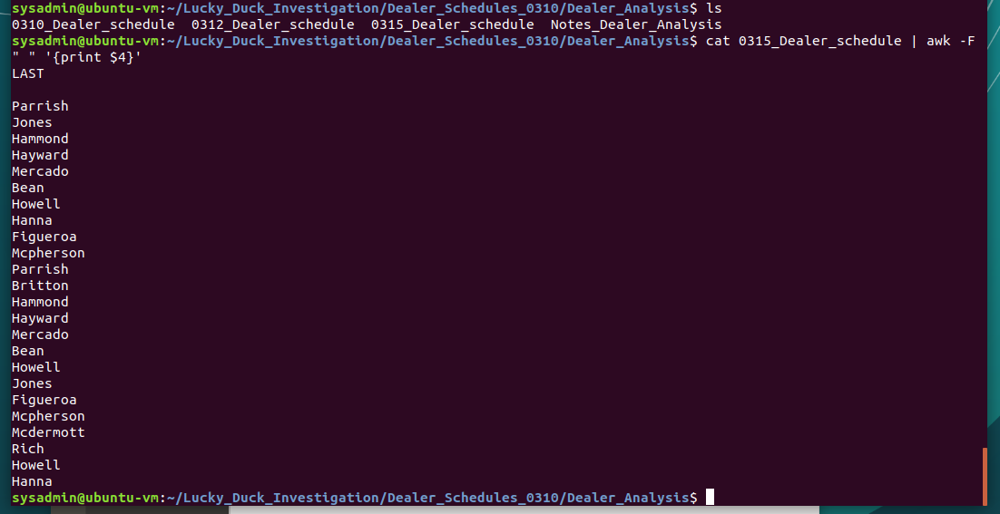 sysadmin@ubuntu-vm:~/Lucky_Duck_Investigation/Dealer_Schedules_0310/Dealer_Analysis$ ls
0310_Dealer_schedule  0312_Dealer_schedule  0315_Dealer_schedule  Notes_Dealer_Analysis
sysadmin@ubuntu-vm:~/Lucky_Duck_Investigation/Dealer_Schedules_0310/Dealer_Analysis$ cat 0315_Dealer_schedule | awk -F
" " '{print $4}'
LAST
Parrish
Jones
Hammond
Hayward
Mercado
Bean
Howell
Hanna
Figueroa
Mcpherson
Parrish
Britton
Hammond
Hayward
Mercado
Bean
Howell
Jones
Figueroa
Mcpherson
Mcdermott
Rich
Howell
Hanna
sysadmin@ubuntu-vm:~/Lucky_Duck_Investigation/Dealer_Schedules_0310/Dealer_Analysis$